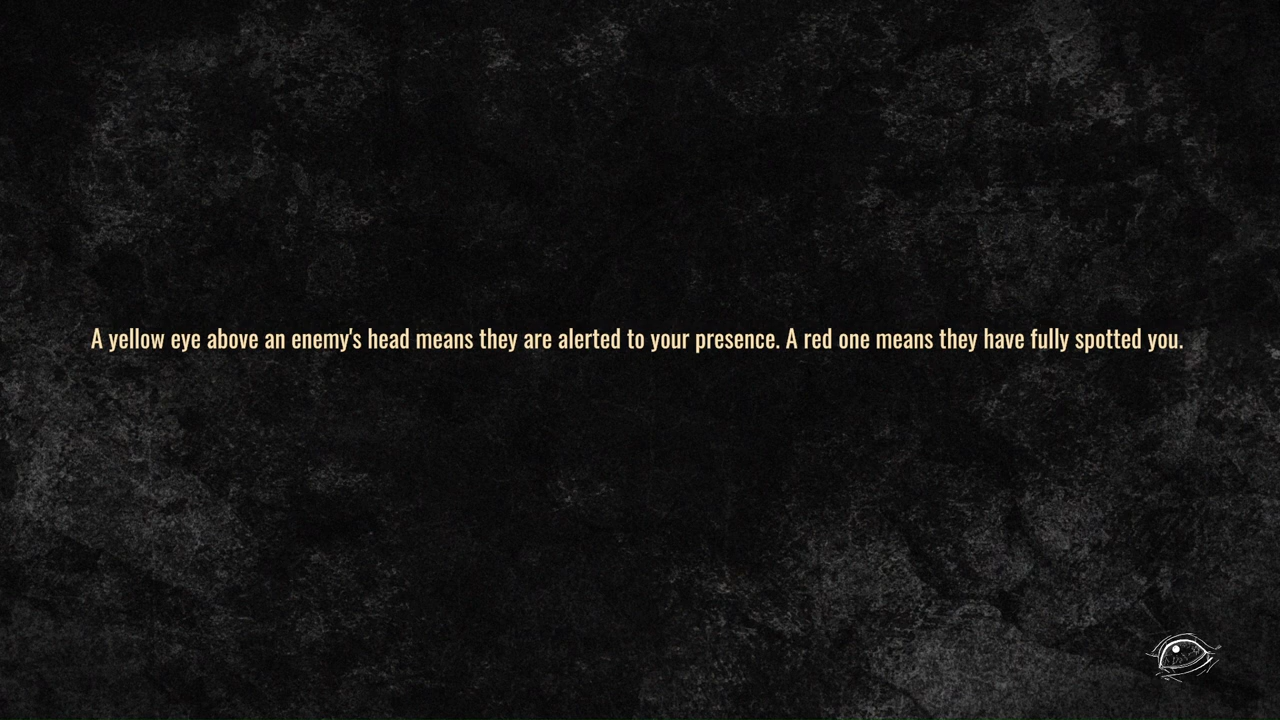 A yellow eye above an enemy's head means they are alerted to your presence. A red one means they have fully spotted you.